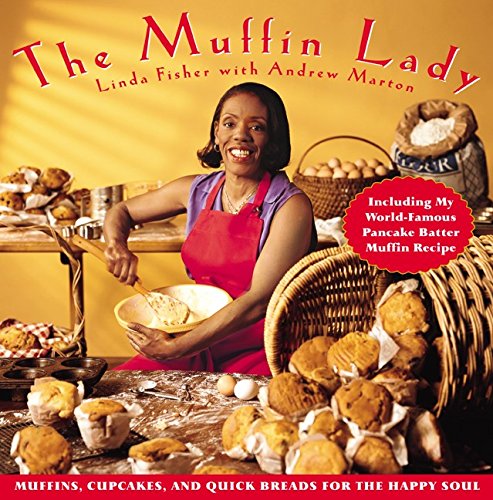 The Muffin Lady
Linda Fisher with Andrew Marton
Including My
World-Famous
Pancake Batter
Muffin Recipe
MUFFINS, CUPCAKES, AND QUICK BREADS FOR THE HAPPY SOUL